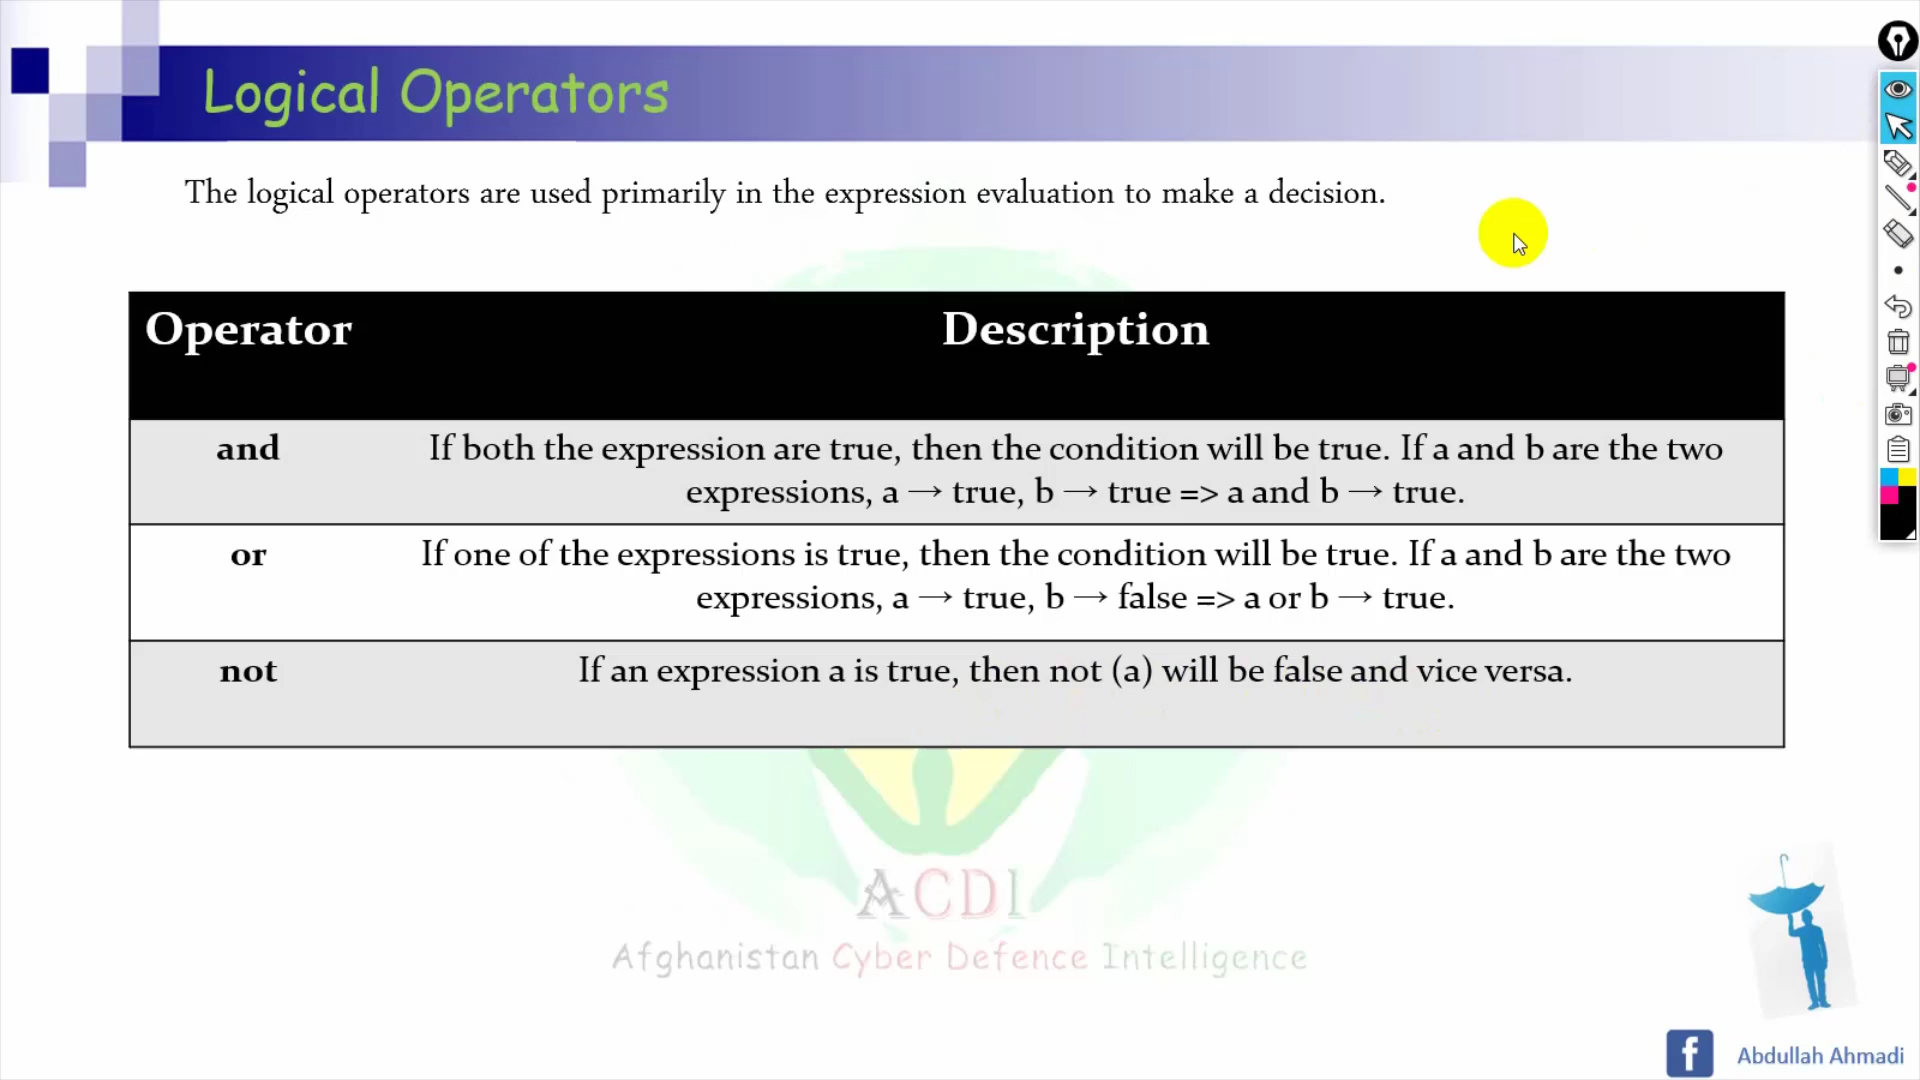 Logical Operators
The logical operators are used primarily in the expression evaluation to make a decision.
Operator Description
and If both the expression are true, then the condition will be true. If a and b are the two
expressions, a → true, b → true => a and b → true.
or If one of the expressions is true, then the condition will be true. If a and b are the two
expressions, a → true, b → false => a or b → true.
not If an expression a is true, then not (a) will be false and vice versa.
ACDI
Afghanistan Cyber Defence Intelligence
f Abdullah Ahmadi